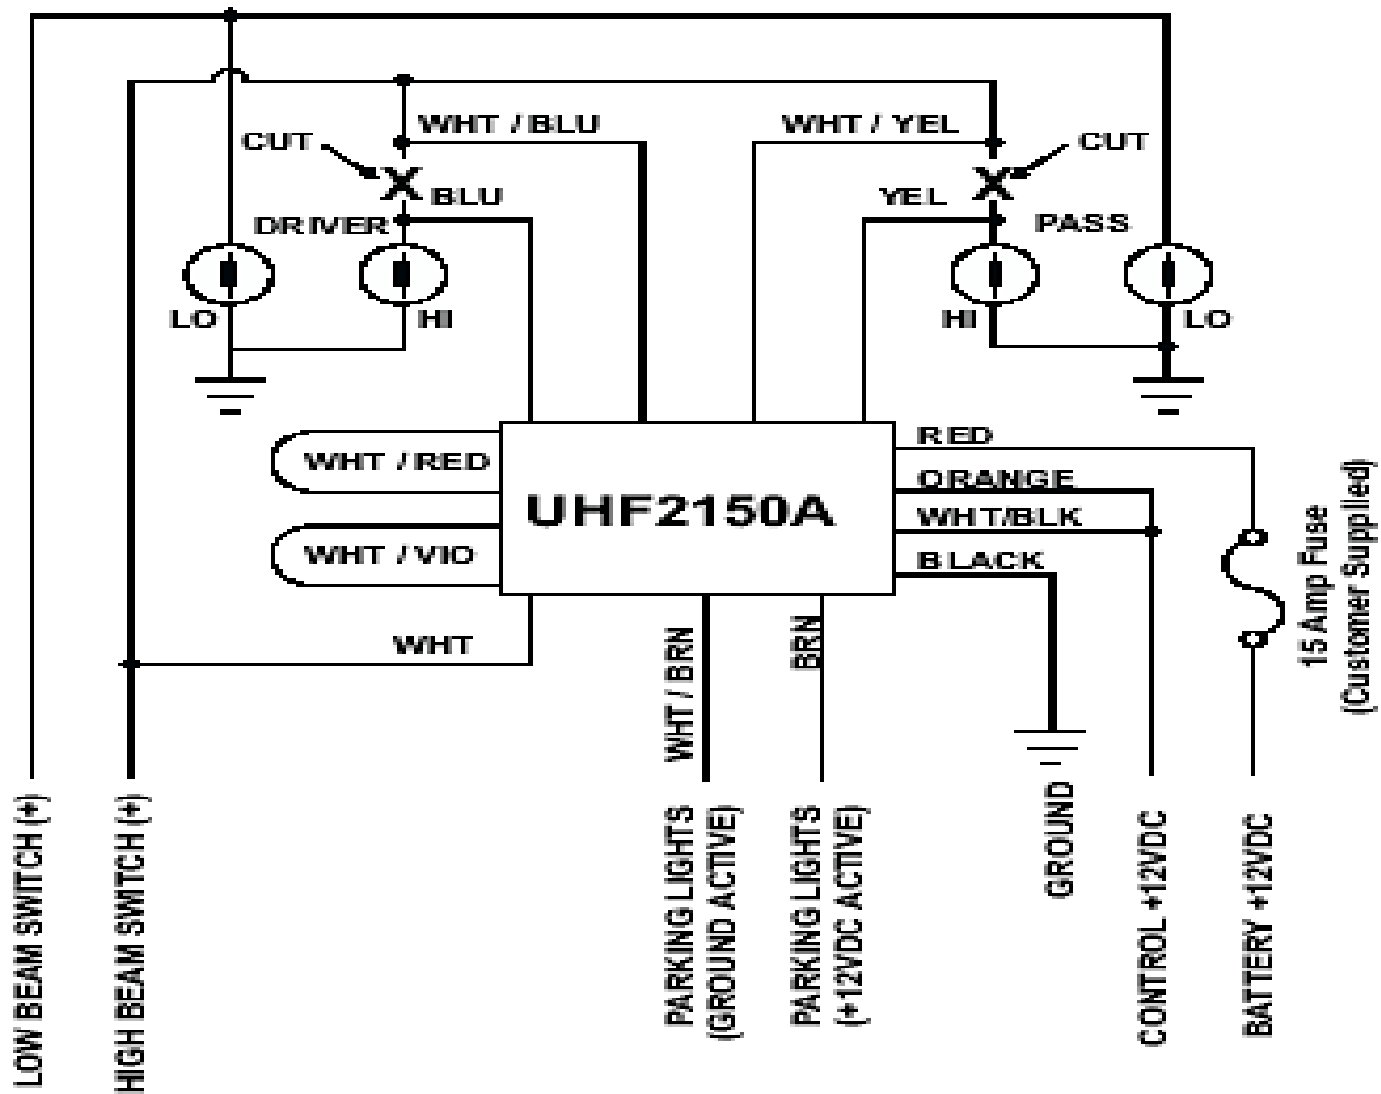 WHT / BLU
WHT / YEL
CUT
CUT
BLU
YEL
DRIVER
PASS
LO
HI
HI
LO
WHT / RED
WHT / VIO
UHF2150A
RED
ORANGE
WHT/BLK
BLACK
15 Amp Fuse
(Customer Supplied)
WHT
WHT / BRN
BRN
LOW BEAM SWITCH (+)
HIGH BEAM SWITCH (+)
PARKING LIGHTS
(GROUND ACTIVE)
PARKING LIGHTS
(+12VDC ACTIVE)
GROUND
CONTROL +12VDC
BATTERY +12VDC